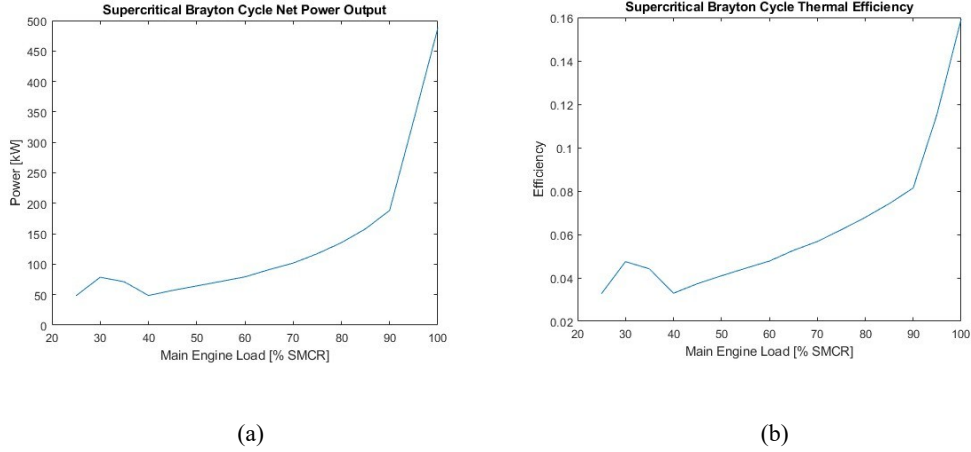 Supercritical Brayton Cycle Net Power Output
500
450
400
350
300
250
200
150
100
50
0
Power [kW]
20 30 40 50 60 70 80 90 100
Main Engine Load [% SMCR]
(a)
Supercritical Brayton Cycle Thermal Efficiency
0.16
0.14
0.12
0.1
0.08
0.06
0.04
0.02
Efficiency
20 30 40 50 60 70 80 90 100
Main Engine Load [% SMCR]
(b)